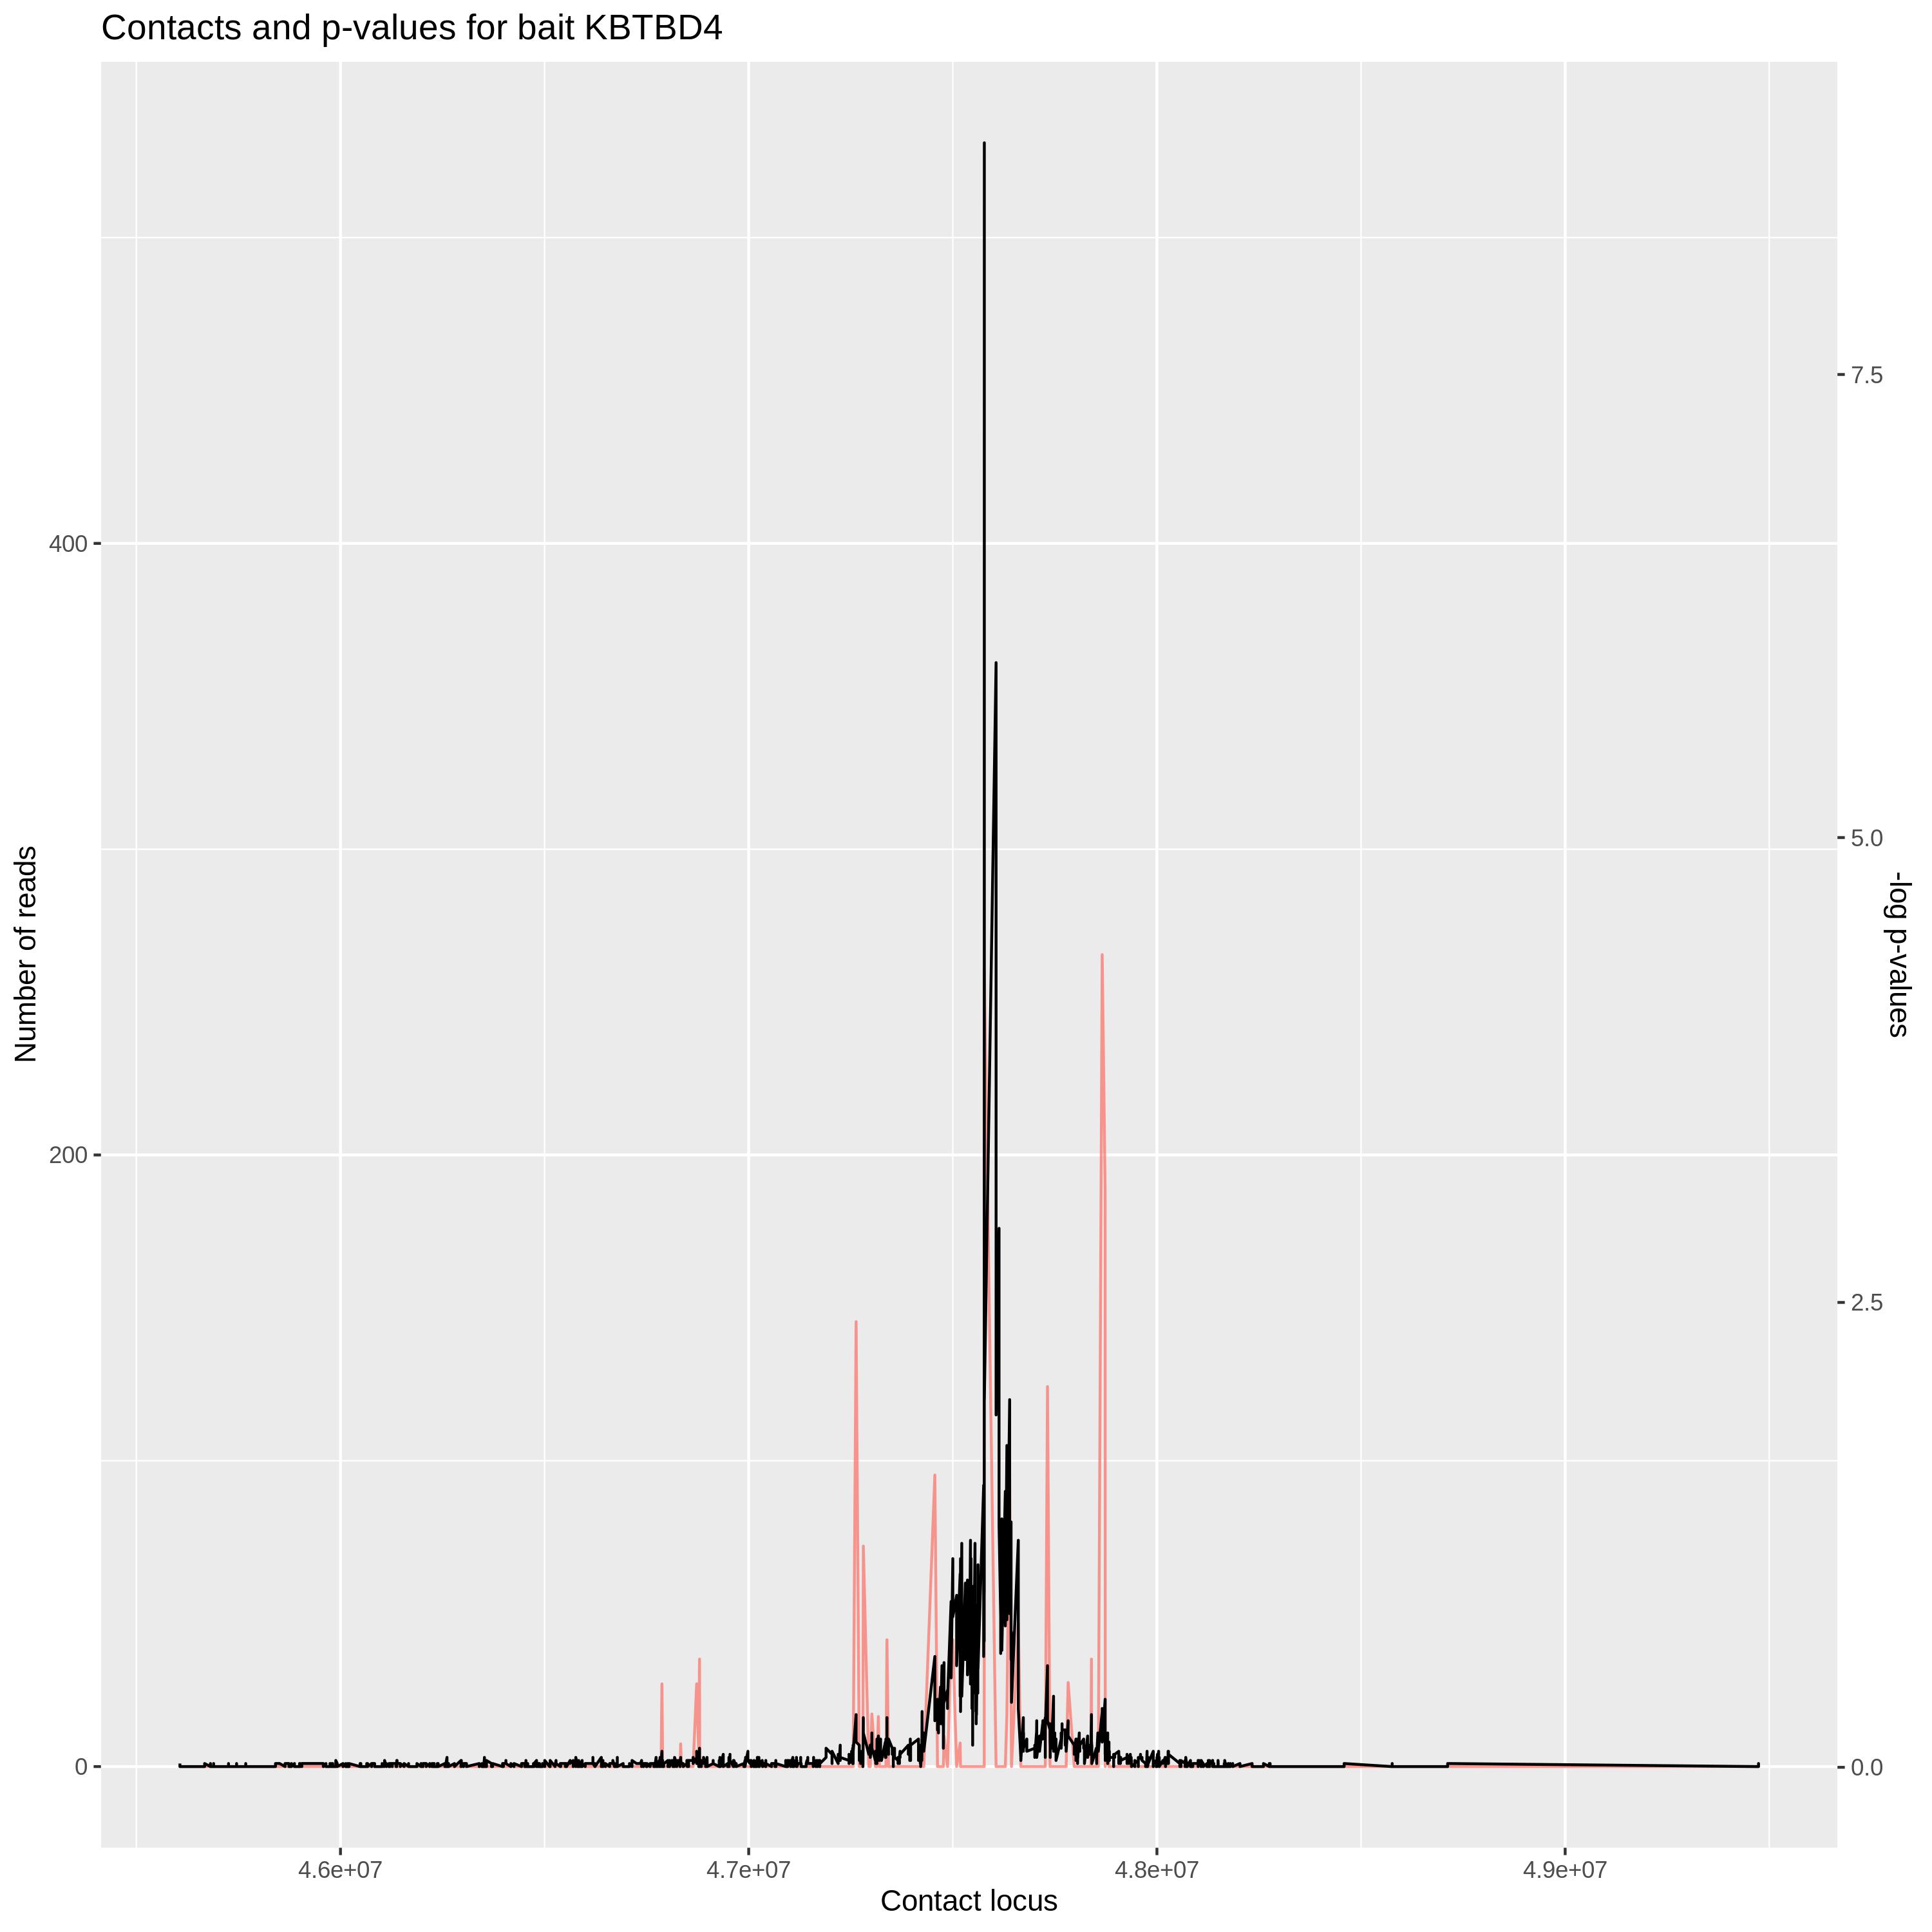 Contacts and p-values for bait KBTBD4
Number of reads
400
200
0
7.5
5.0
2.5
0.0
-log p-values
4.6e+07
4.7e+07
4.8e+07
4.9e+07
Contact locus